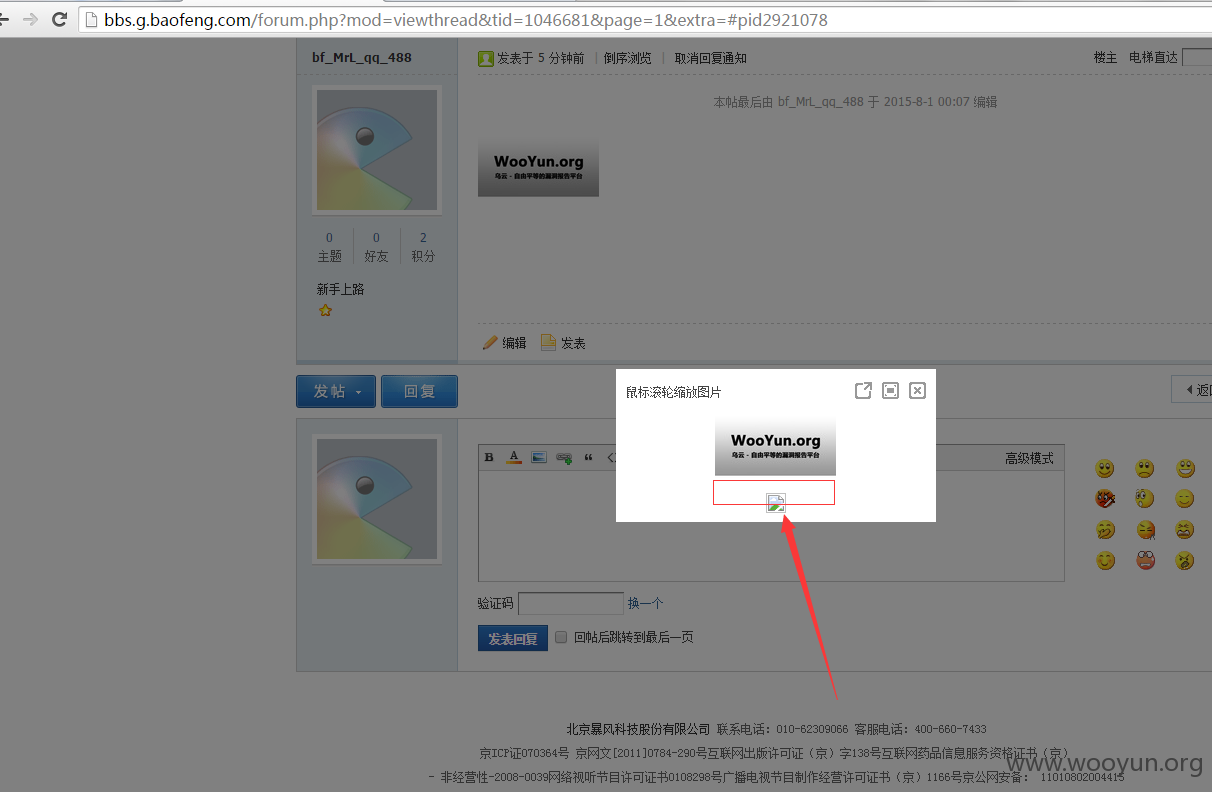 bbs.g.baofeng.com/forum.php?mod=viewthread&tid=1046681&page=1&extra=#pid2921078
bf_MrL_qq_488
发表于 5 分钟前 | 倒序浏览 | 取消回复通知
楼主 电梯直达
本帖最后由 bf_MrL_qq_488 于 2015-8-1 00:07 编辑
WooYun.org
乌云 - 自由平等的漏洞报告平台
0 0 2
主题 好友 积分
新手上路
编辑 发表
发帖 回复
返回
鼠标滚轮缩放图片
WooYun.org
乌云 - 自由平等的漏洞报告平台
B A “ <>
高级模式
验证码 换一个
发表回复 回帖后跳转到最后一页
北京暴风科技股份有限公司 联系电话：010-62309066 客服电话：400-660-7433
京ICP证070364号 京网文[2011]0784-290号互联网出版许可证（京）字138号互联网药品信息服务资格证书（京）
- 非经营性-2008-0039网络视听节目许可证书0108298号广播电视节目制作经营许可证书（京）1166号京公网安备： 11010802004415
www.wooyun.org